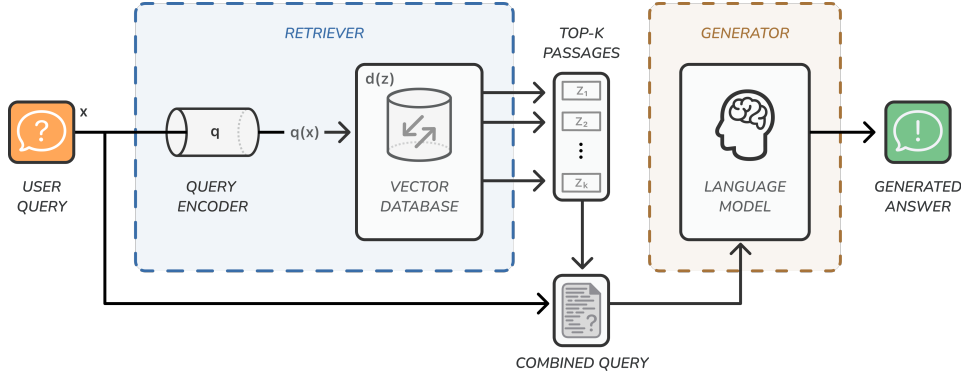 RETRIEVER
TOP-K
PASSAGES
GENERATOR
d(z)
x
?
q
q(x)
z₁
z₂
⋮
zₖ
!
USER
QUERY
QUERY
ENCODER
VECTOR
DATABASE
LANGUAGE
MODEL
GENERATED
ANSWER
?
COMBINED QUERY